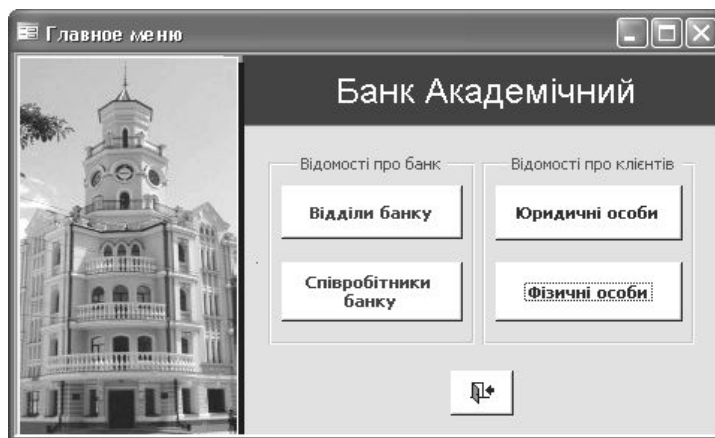 Главное меню
Банк Академічний
Відомості про банк
Відділи банку
Співробітники
банку
Відомості про клієнтів
Юридичні особи
Фізичні особи